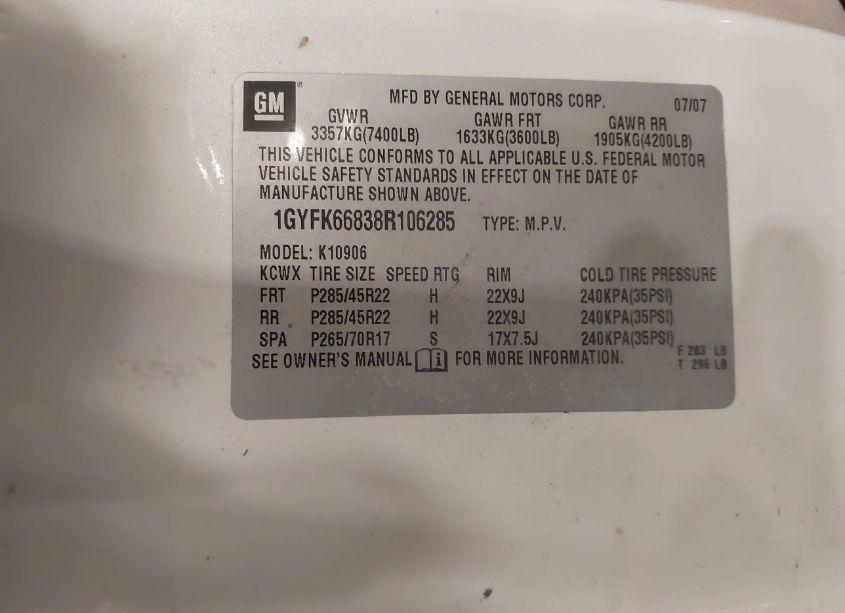 GM ®
MFD BY GENERAL MOTORS CORP. 07/07
GVWR GAWR FRT GAWR RR
3357KG(7400LB) 1633KG(3600LB) 1905KG(4200LB)
THIS VEHICLE CONFORMS TO ALL APPLICABLE U.S. FEDERAL MOTOR
VEHICLE SAFETY STANDARDS IN EFFECT ON THE DATE OF
MANUFACTURE SHOWN ABOVE.
1GYFK66838R106285 TYPE: M.P.V.
MODEL: K10906
KCWX TIRE SIZE SPEED RTG RIM COLD TIRE PRESSURE
FRT P285/45R22 H 22X9J 240KPA(35PSI)
RR P285/45R22 H 22X9J 240KPA(35PSI)
SPA P265/70R17 S 17X7.5J 240KPA(35PSI)
SEE OWNER'S MANUAL i FOR MORE INFORMATION.
F 283 LB
T 296 LB